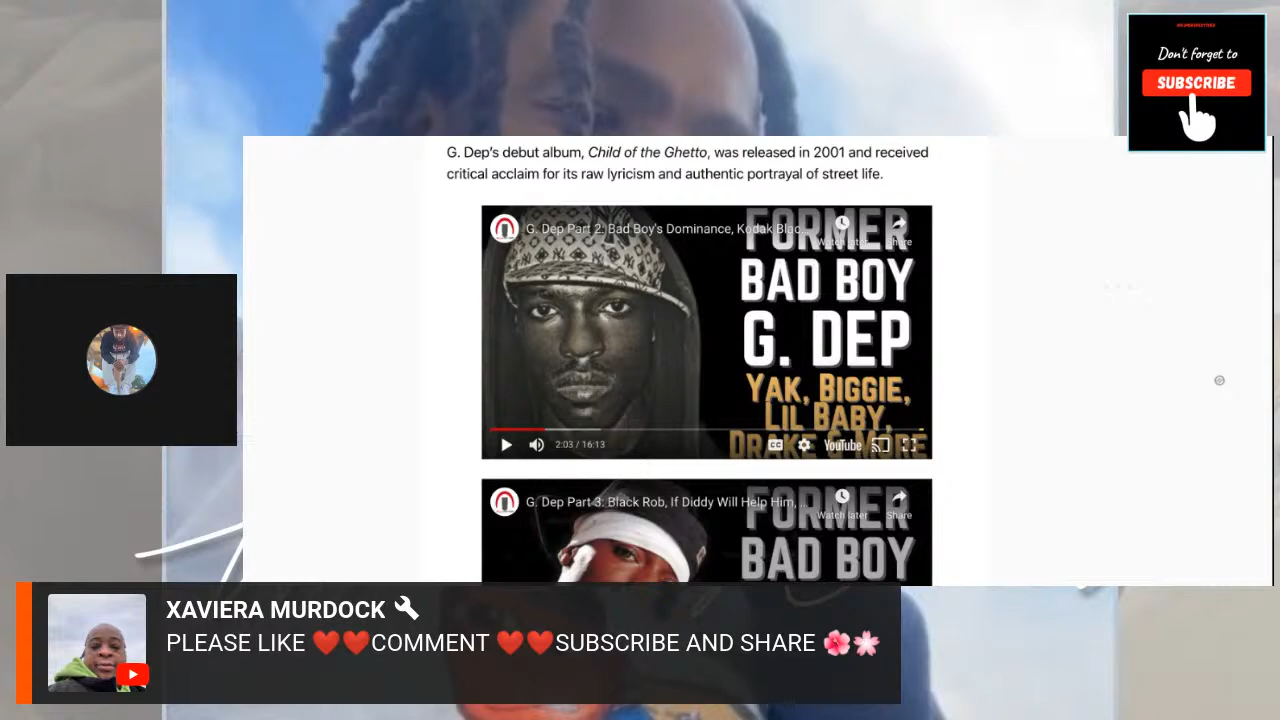 Don't forget to
SUBSCRIBE
G. Dep's debut album, Child of the Ghetto, was released in 2001 and received
critical acclaim for its raw lyricism and authentic portrayal of street life.
G. Dep Part 2: Bad Boy's Dominance, Kodak Blac...
Watch later
Share
FORMER
BAD BOY
G. DEP
YAK, BIGGIE,
LIL BABY,
DRAKE & MORE
2:03 / 16:13
CC
YouTube
G. Dep Part 3: Black Rob, If Diddy Will Help Him, ...
Watch later
Share
FORMER
BAD BOY
XAVIERA MURDOCK 🔧
PLEASE LIKE ❤️❤️COMMENT ❤️❤️SUBSCRIBE AND SHARE 🌺🌸